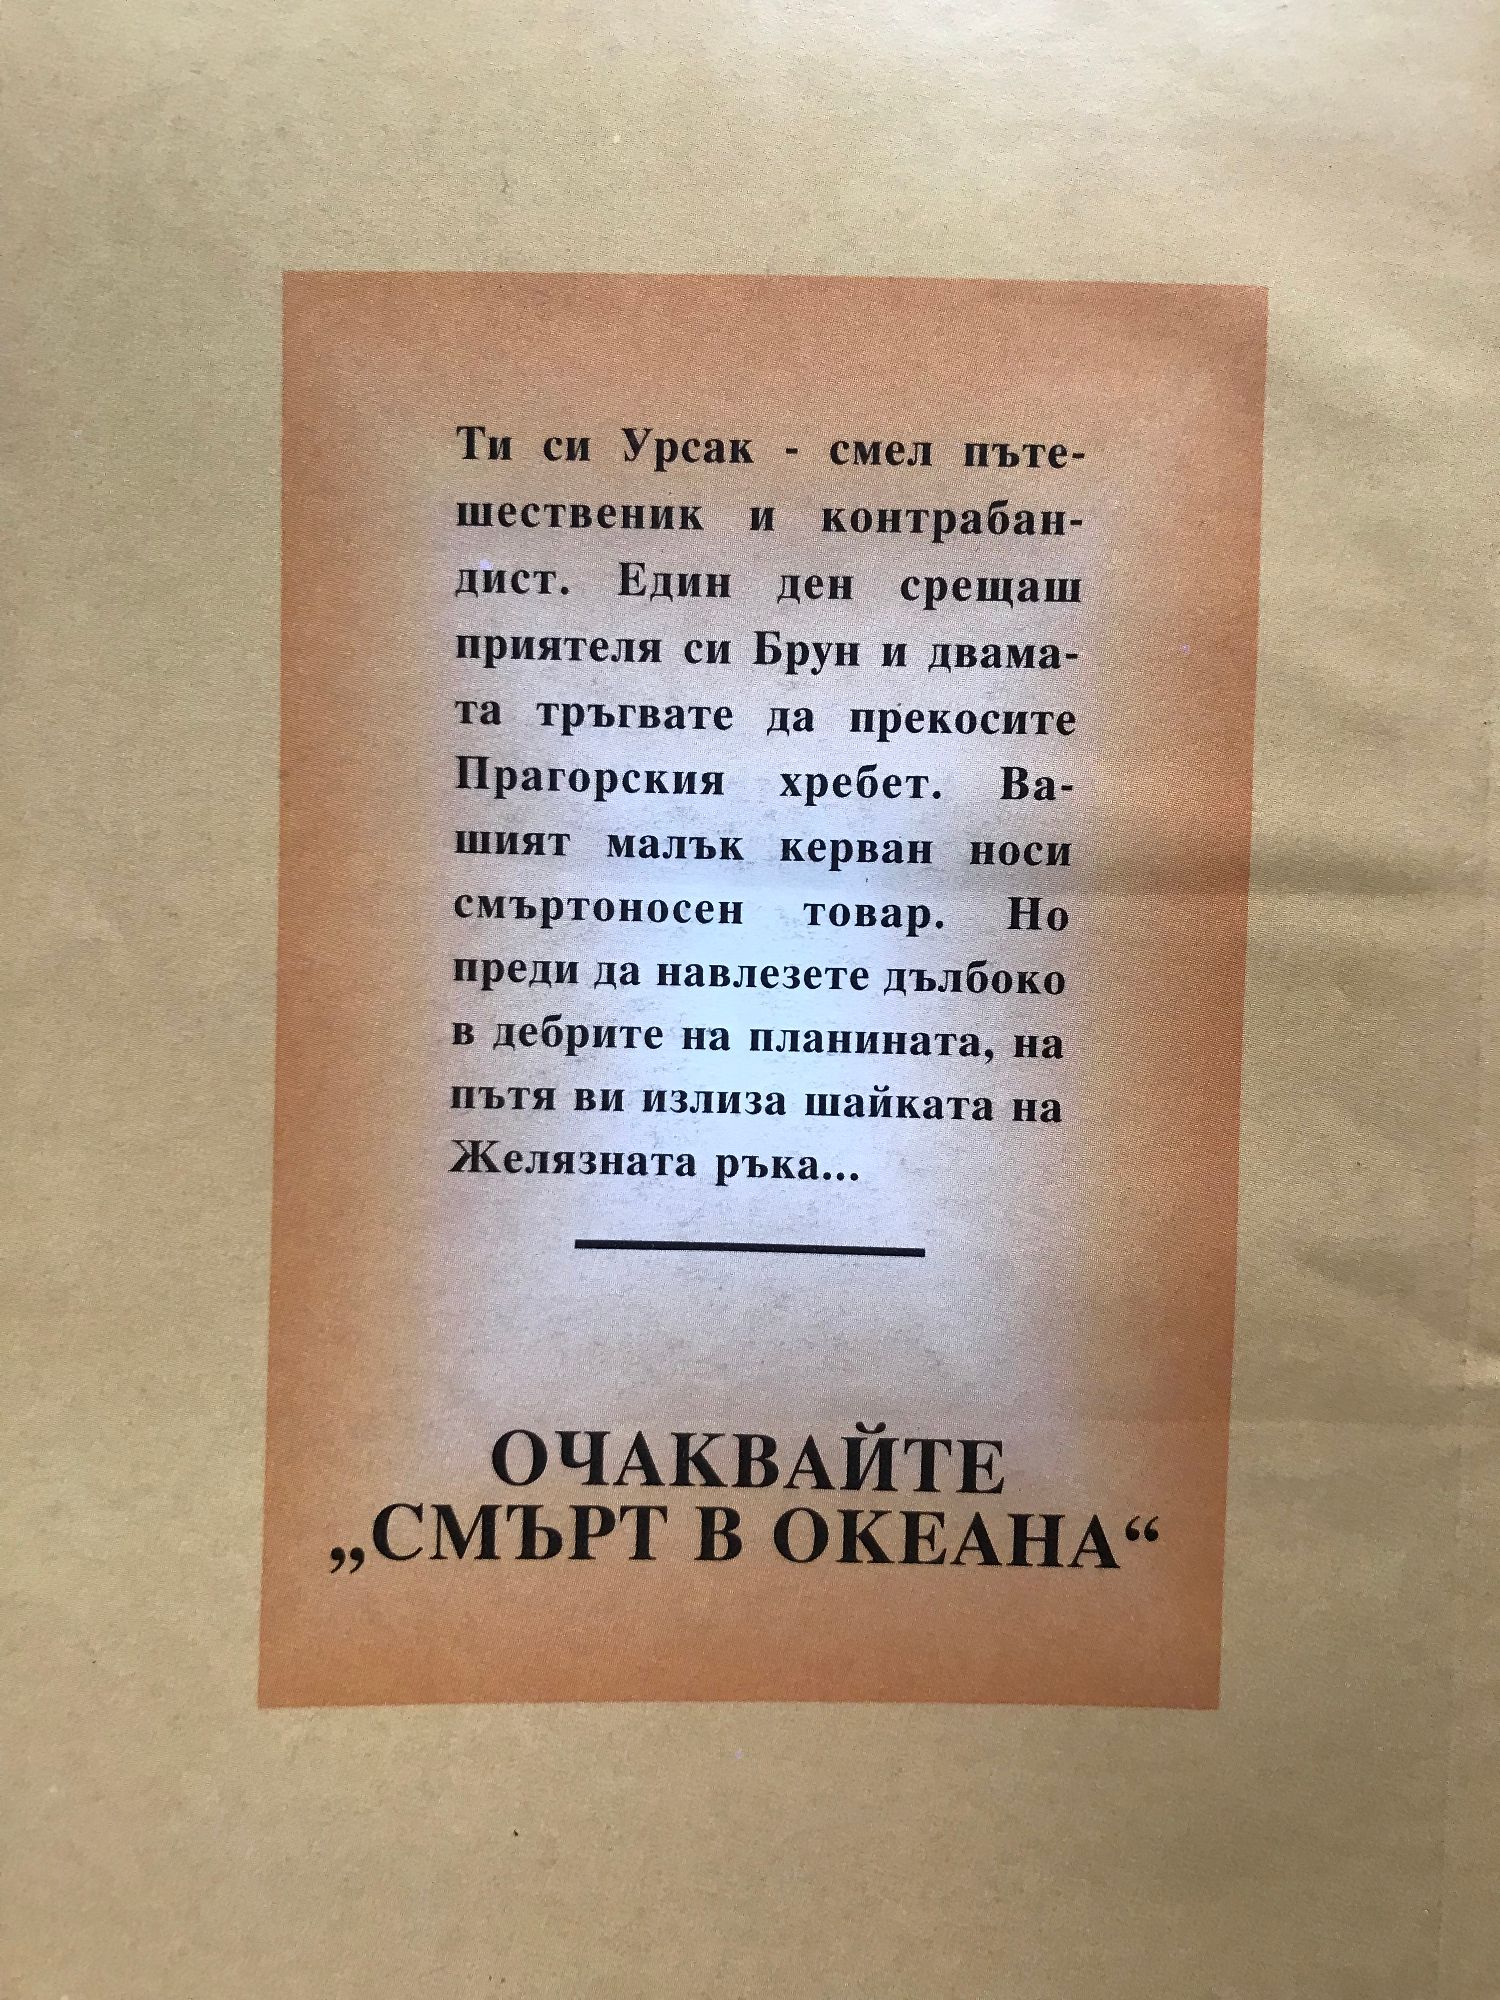 Ти си Урсак - смел пъте-
шественик и контрабан-
дист. Един ден срещаш
приятеля си Брун и двама-
та тръгвате да прекосите
Прагорския хребет. Ва-
шият малък керван носи
смъртоносен товар. Но
преди да навлезете дълбоко
в дебрите на планината, на
пътя ви излиза шайката на
Желязната ръка...
ОЧАКВАЙТЕ
„СМЪРТ В ОКЕАНА“